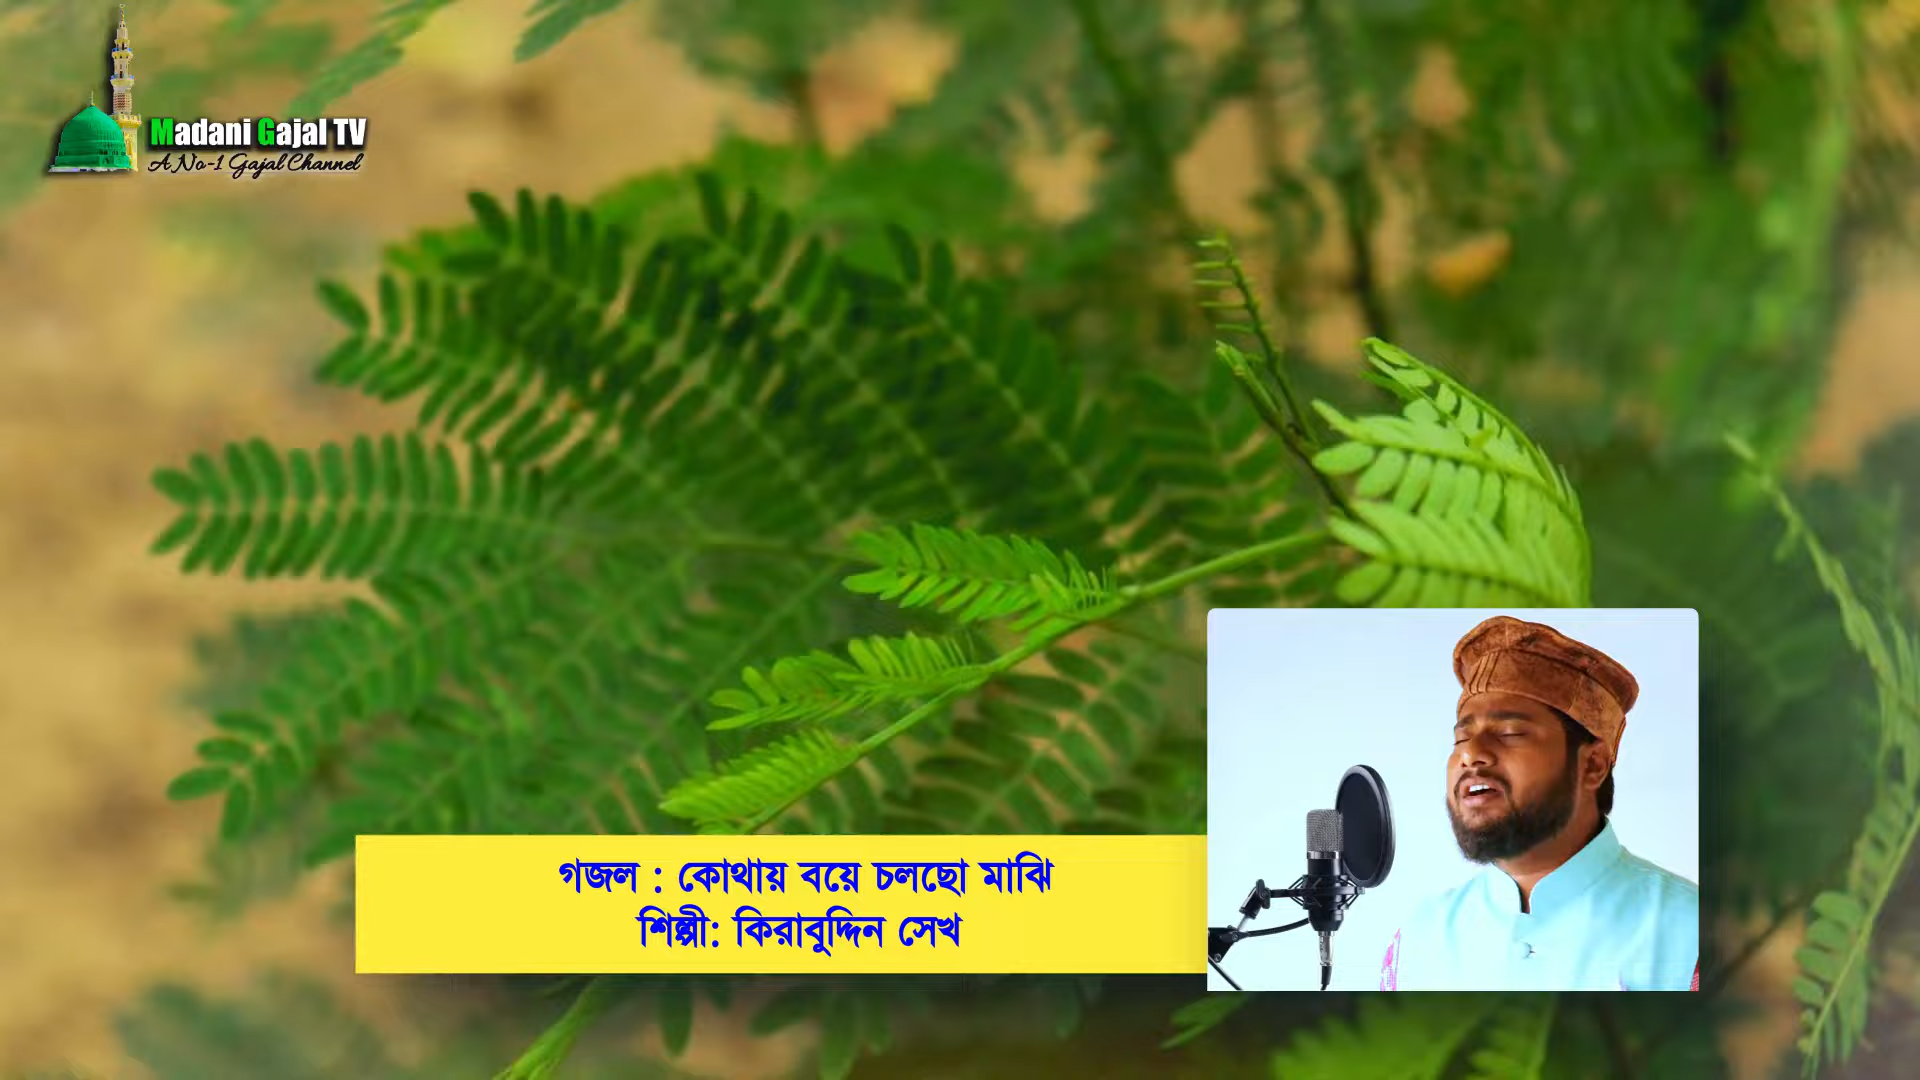 Madani Gajal TV
A No-1 Gajal Channel
গজল : কোথায় বয়ে চলছো মাঝি
শিল্পী: কিরাবুদ্দিন সেখ